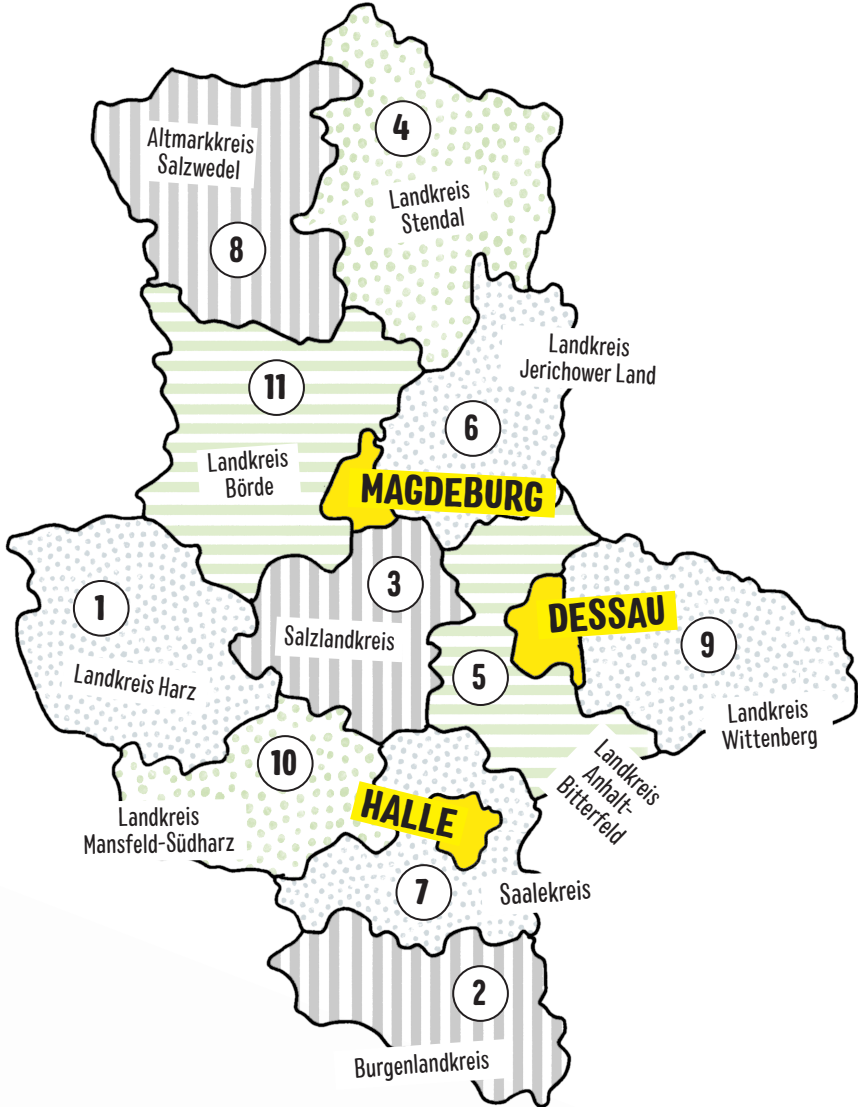 4
Altmarkkreis
Salzwedel
Landkreis
Stendal
8
Landkreis
Jerichower Land
11
6
Landkreis
Börde
MAGDEBURG
3
1
DESSAU
Salzlandkreis
9
Landkreis Harz
5
Landkreis
Wittenberg
10
Landkreis
Anhalt-
Bitterfeld
Landkreis
Mansfeld-Südharz
HALLE
7
Saalekreis
2
Burgenlandkreis